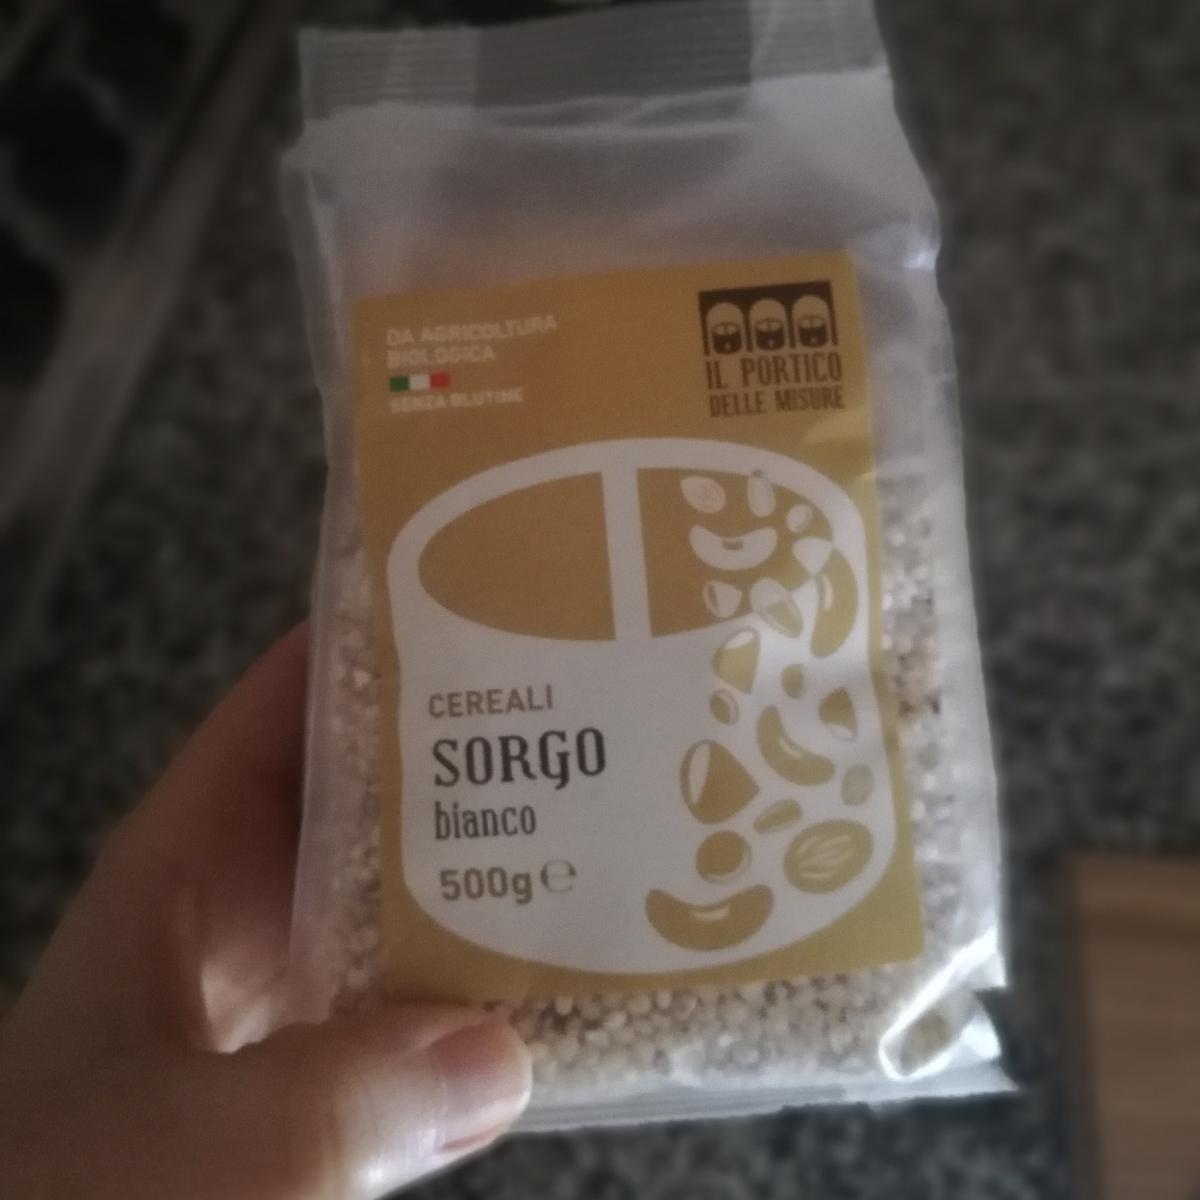 DA AGRICOLTURA
BIOLOGICA
SENZA GLUTINE
IL PORTICO
DELLE MISURE
CEREALI
SORGO
bianco
500g ℮